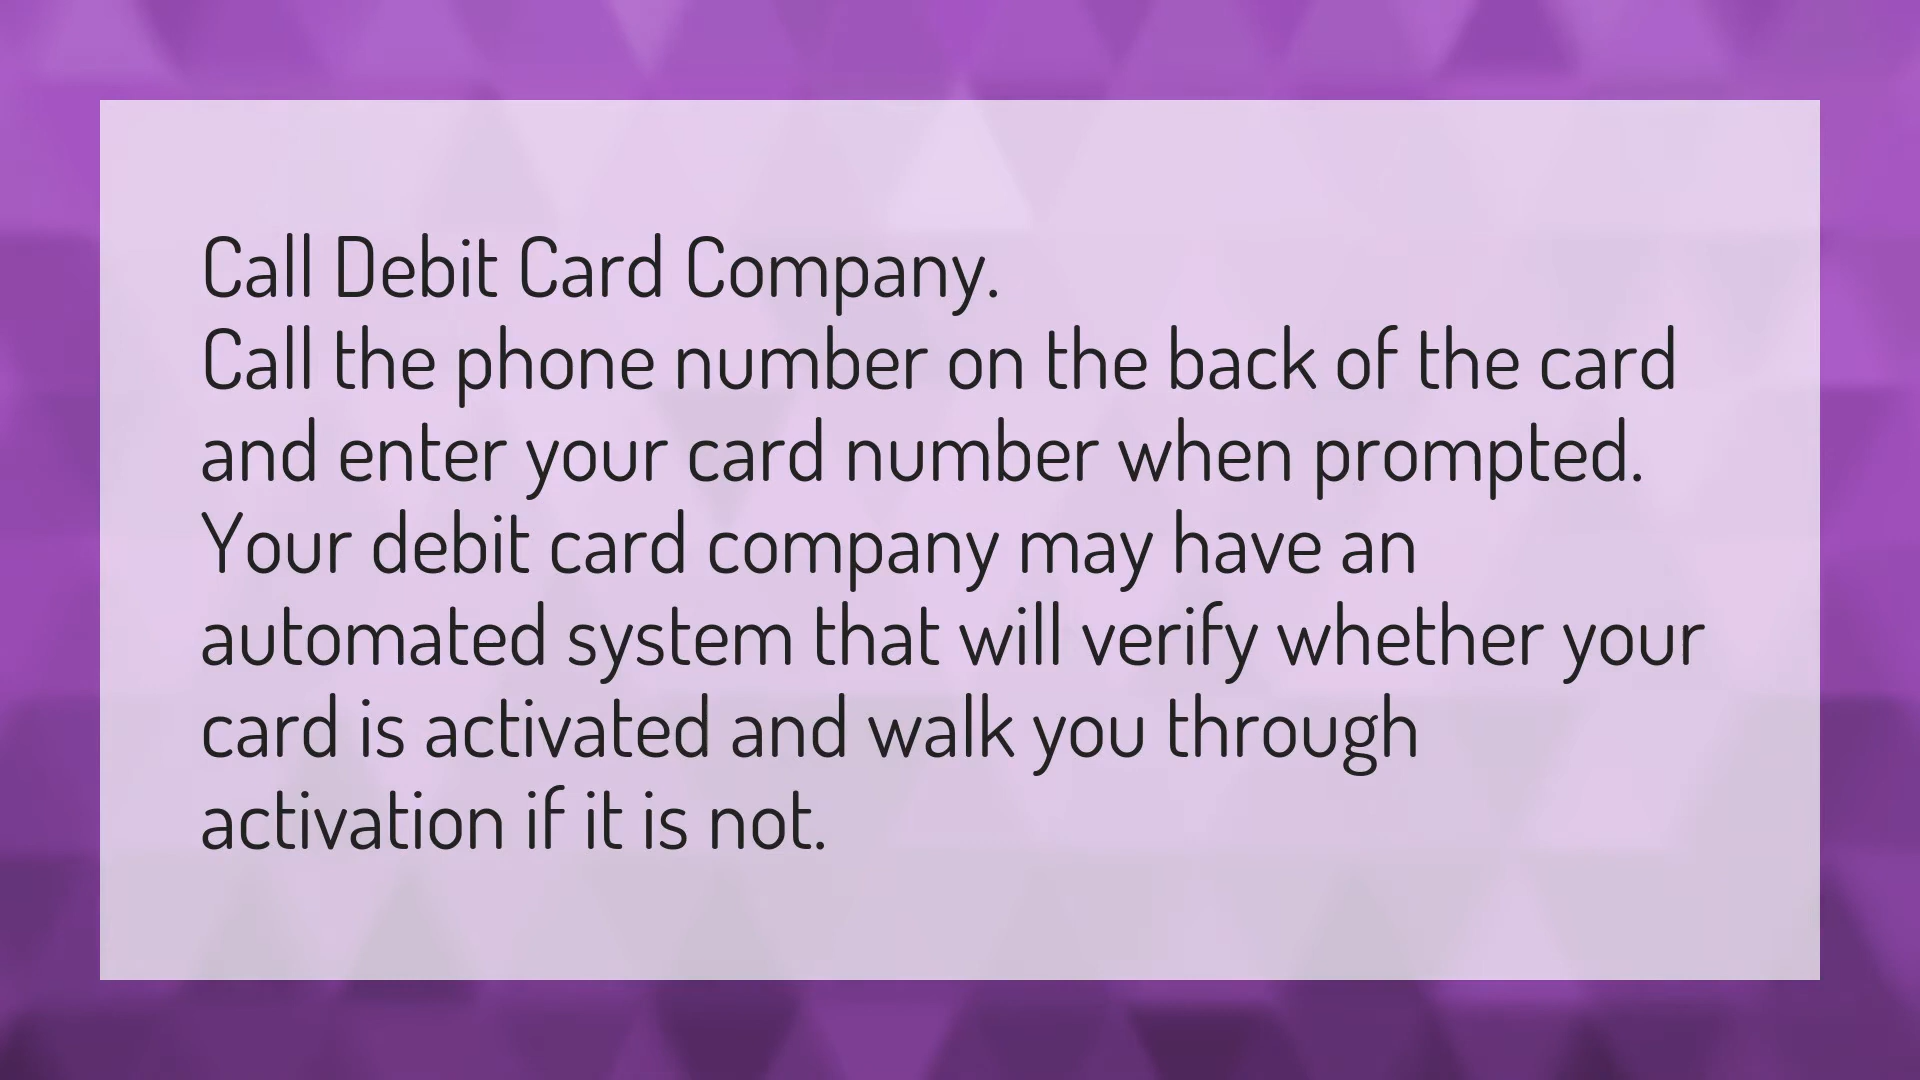 Call Debit Card Company.
Call the phone number on the back of the card
and enter your card number when prompted.
Your debit card company may have an
automated system that will verify whether your
card is activated and walk you through
activation if it is not.